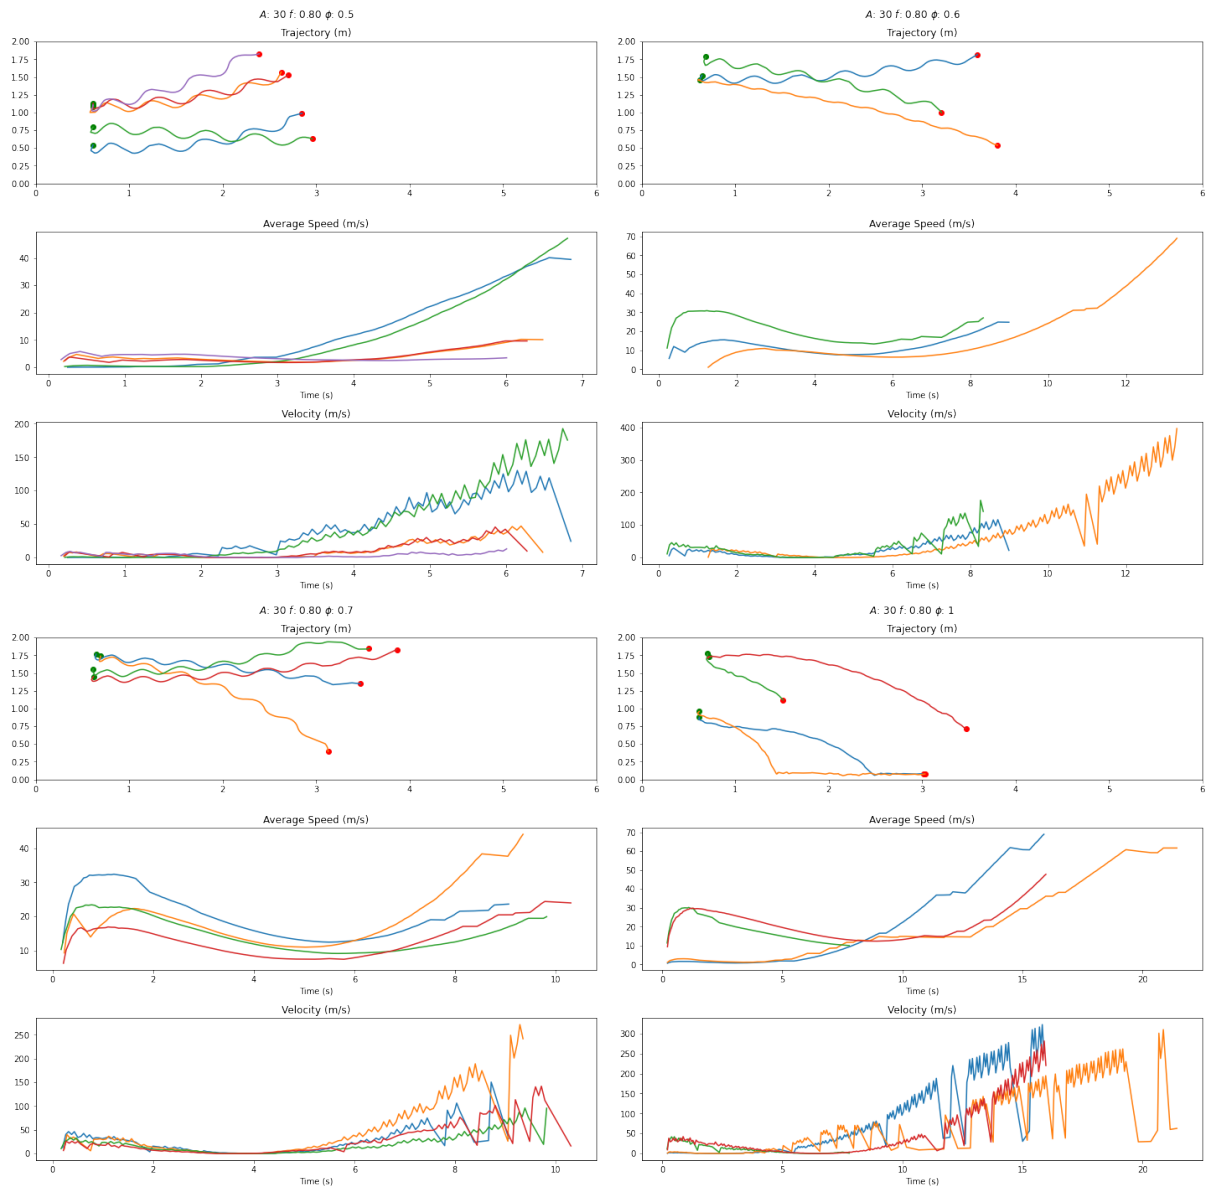 A: 30 f: 0.80 ϕ: 0.5
Trajectory (m)
2.00
1.75
1.50
1.25
1.00
0.75
0.50
0.25
0.00
0 1 2 3 4 5 6
Average Speed (m/s)
40
30
20
10
0
0 1 2 3 4 5 6 7
Time (s)
Velocity (m/s)
200
150
100
50
0
0 1 2 3 4 5 6 7
Time (s)
A: 30 f: 0.80 ϕ: 0.6
Trajectory (m)
2.00
1.75
1.50
1.25
1.00
0.75
0.50
0.25
0.00
0 1 2 3 4 5 6
Average Speed (m/s)
70
60
50
40
30
20
10
0
0 2 4 6 8 10 12
Time (s)
Velocity (m/s)
400
300
200
100
0
0 2 4 6 8 10 12
Time (s)
A: 30 f: 0.80 ϕ: 0.7
Trajectory (m)
2.00
1.75
1.50
1.25
1.00
0.75
0.50
0.25
0.00
0 1 2 3 4 5 6
Average Speed (m/s)
40
30
20
10
0 2 4 6 8 10
Time (s)
Velocity (m/s)
250
200
150
100
50
0
0 2 4 6 8 10
Time (s)
A: 30 f: 0.80 ϕ: 1
Trajectory (m)
2.00
1.75
1.50
1.25
1.00
0.75
0.50
0.25
0.00
0 1 2 3 4 5 6
Average Speed (m/s)
70
60
50
40
30
20
10
0
0 5 10 15 20
Time (s)
Velocity (m/s)
300
250
200
150
100
50
0
0 5 10 15 20
Time (s)